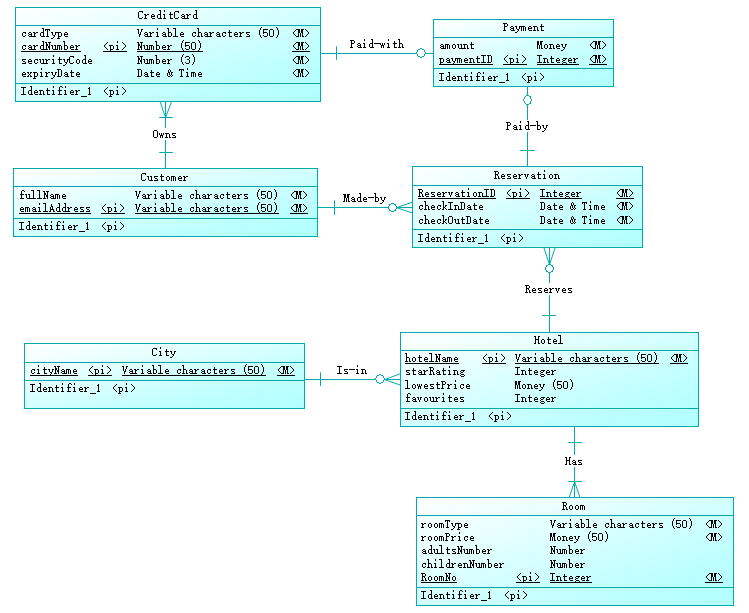 CreditCard
cardType Variable characters (50) <M>
cardNumber <pi> Number (50) <M>
securityCode Number (3) <M>
expiryDate Date & Time <M>
Identifier_1 <pi>
Paid-with
Payment
amount Money <M>
paymentID <pi> Integer <M>
Identifier_1 <pi>
Owns
Paid-by
Customer
fullName Variable characters (50) <M>
emailAddress <pi> Variable characters (50) <M>
Identifier_1 <pi>
Made-by
Reservation
ReservationID <pi> Integer <M>
checkInDate Date & Time <M>
checkOutDate Date & Time <M>
Identifier_1 <pi>
Reserves
City
cityName <pi> Variable characters (50) <M>
Identifier_1 <pi>
Is-in
Hotel
hotelName <pi> Variable characters (50) <M>
starRating Integer
lowestPrice Money (50)
favourites Integer
Identifier_1 <pi>
Has
Room
roomType Variable characters (50) <M>
roomPrice Money (50) <M>
adultsNumber Number
childrenNumber Number
RoomNo <pi> Integer <M>
Identifier_1 <pi>